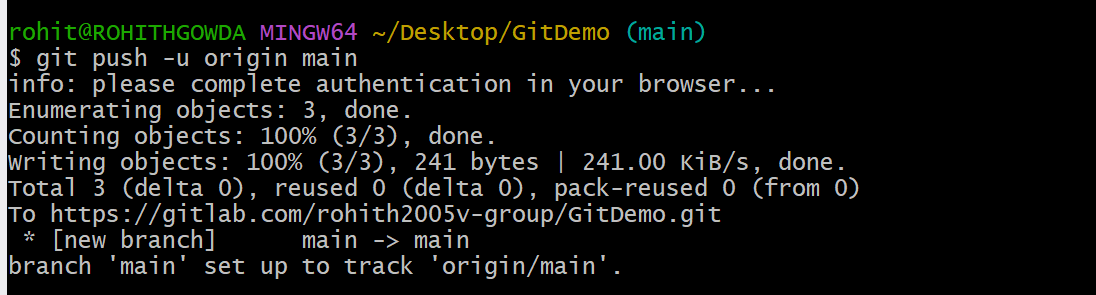 rohit@ROHITHGOWDA MINGW64 ~/Desktop/GitDemo (main)
$ git push -u origin main
info: please complete authentication in your browser...
Enumerating objects: 3, done.
Counting objects: 100% (3/3), done.
Writing objects: 100% (3/3), 241 bytes | 241.00 KiB/s, done.
Total 3 (delta 0), reused 0 (delta 0), pack-reused 0 (from 0)
To https://gitlab.com/rohith2005v-group/GitDemo.git
 * [new branch]      main -> main
branch 'main' set up to track 'origin/main'.